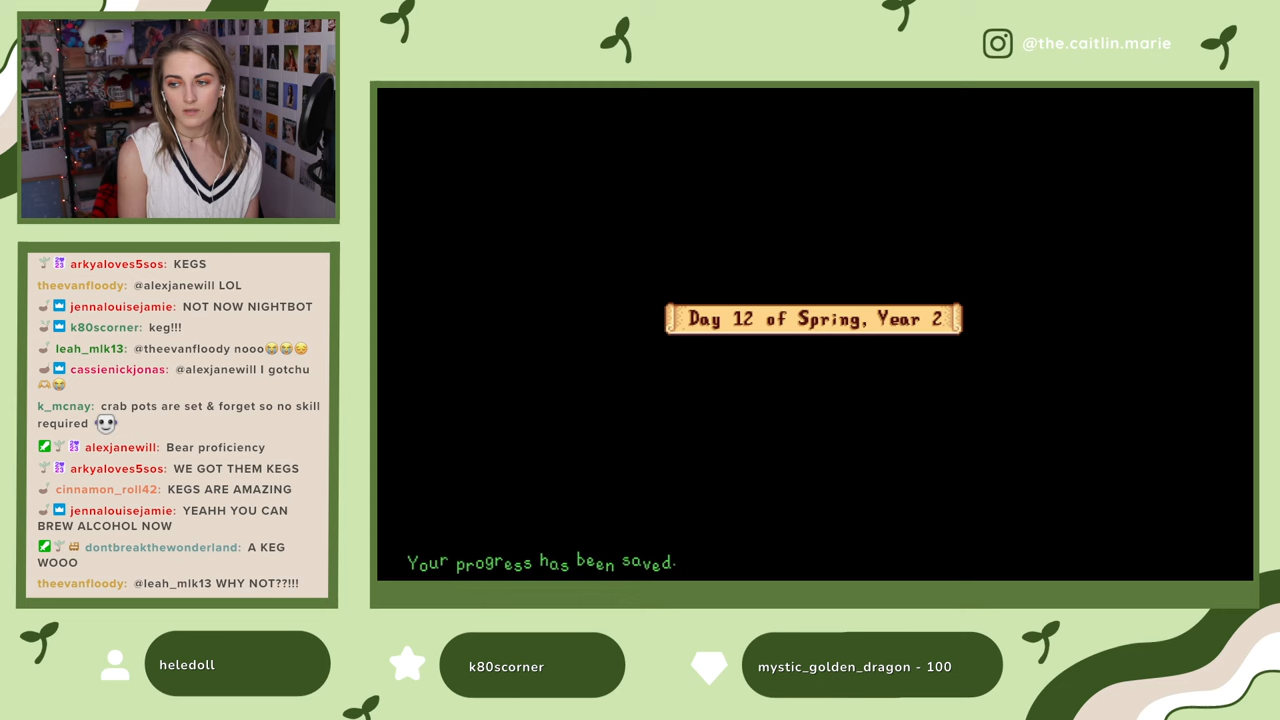 @the.caitlin.marie
arkyaloves5sos: KEGS
theevanfloody: @alexjanewill LOL
jennalouisejamie: NOT NOW NIGHTBOT
k80scorner: keg!!!
leah_mlk13: @theevanfloody nooo😂😂😔
cassienickjonas: @alexjanewill I gotchu
🫶😂
k_mcnay: crab pots are set & forget so no skill
required
alexjanewill: Bear proficiency
arkyaloves5sos: WE GOT THEM KEGS
cinnamon_roll42: KEGS ARE AMAZING
jennalouisejamie: YEAHH YOU CAN
BREW ALCOHOL NOW
dontbreakthewonderland: A KEG
WOOO
theevanfloody: @leah_mlk13 WHY NOT??!!!
Day 12 of Spring, Year 2
Your progress has been saved.
heledoll
k80scorner
mystic_golden_dragon - 100